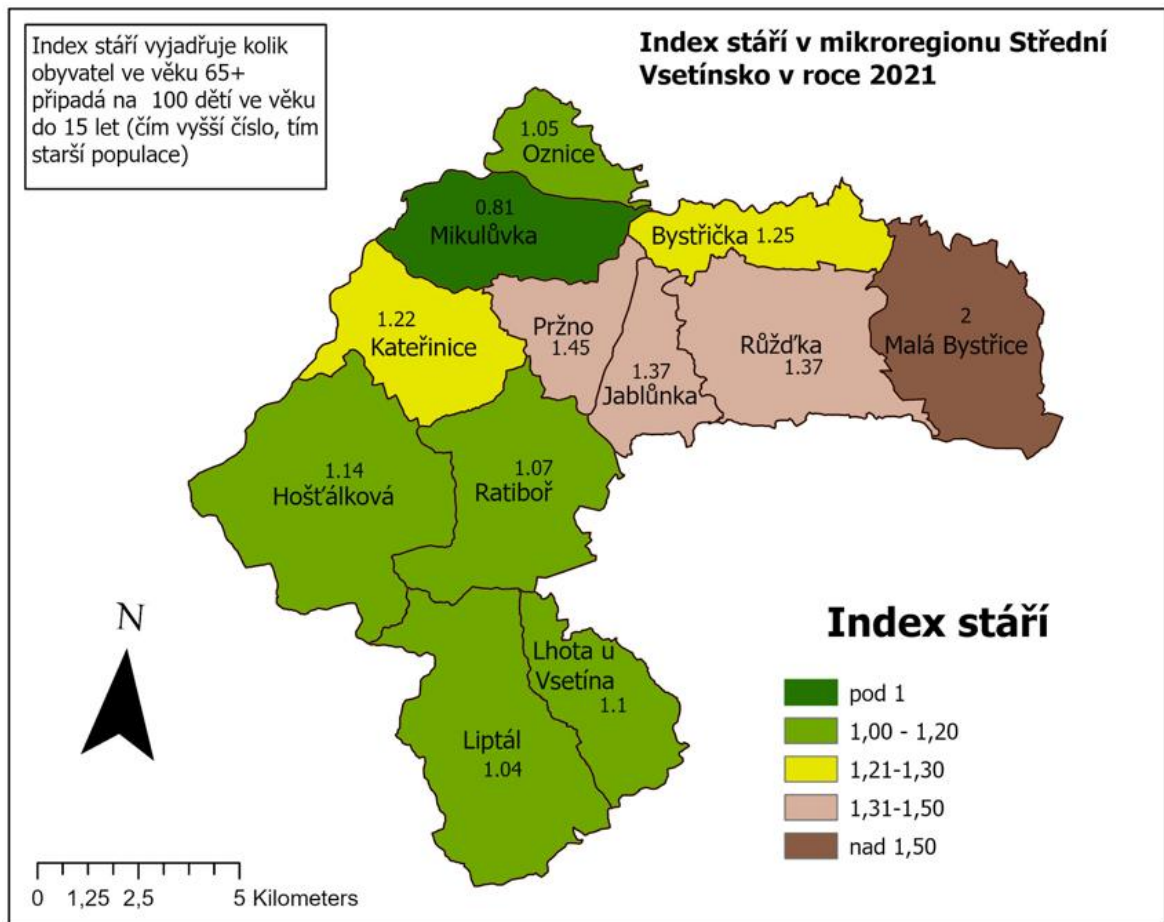 Index stáří vyjadřuje kolik
obyvatel ve věku 65+
připadá na 100 dětí ve věku
do 15 let (čím vyšší číslo, tím
starší populace)
Index stáří v mikroregionu Střední
Vsetínsko v roce 2021
1.05
Oznice
0.81
Mikulůvka
Bystřička 1.25
1.22
Kateřinice
Pržno
1.45
1.37
Jablůnka
Růžďka
1.37
2
Malá Bystřice
1.14
Hošťálková
1.07
Ratiboř
Lhota u
Vsetína
1.1
Liptál
1.04
N
Index stáří
pod 1
1,00 - 1,20
1,21-1,30
1,31-1,50
nad 1,50
0 1,25 2,5 5 Kilometers